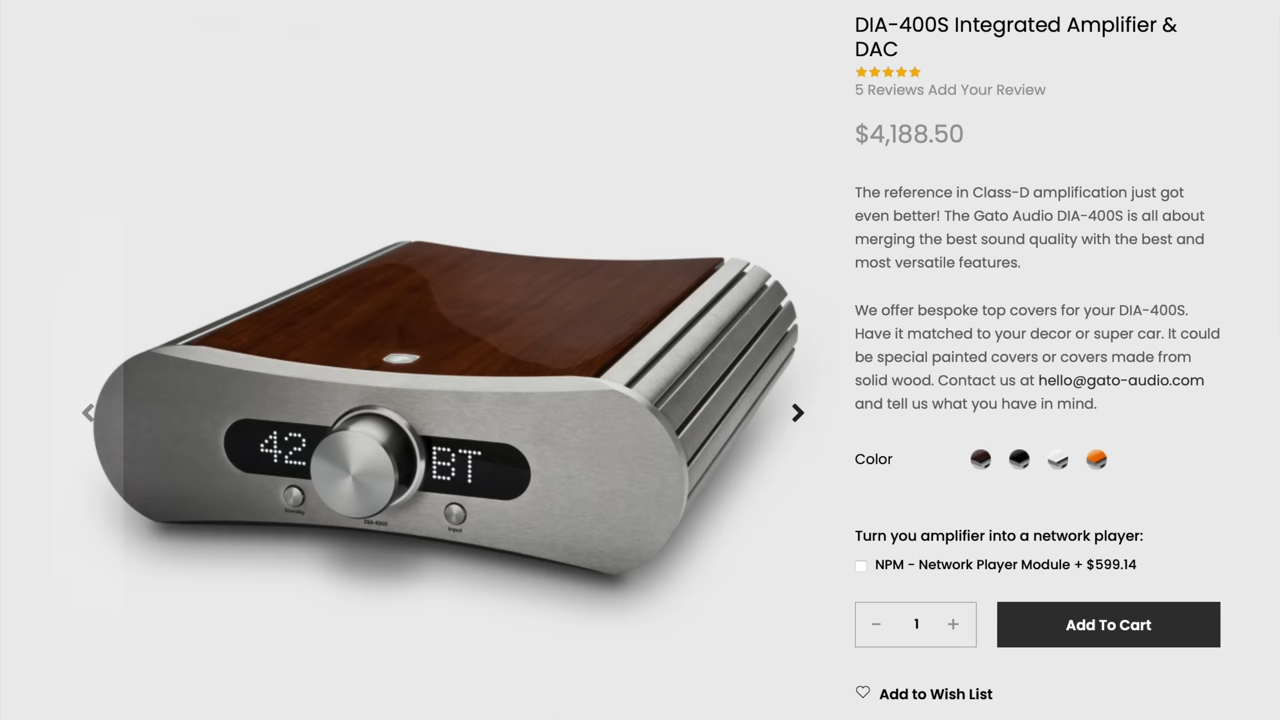 DIA-400S Integrated Amplifier &
DAC
5 Reviews Add Your Review
$4,188.50
The reference in Class-D amplification just got
even better! The Gato Audio DIA-400S is all about
merging the best sound quality with the best and
most versatile features.
We offer bespoke top covers for your DIA-400S.
Have it matched to your decor or super car. It could
be special painted covers or covers made from
solid wood. Contact us at hello@gato-audio.com
and tell us what you have in mind.
42
BT
Standby
DIA-400S
Input
Color
Turn you amplifier into a network player:
NPM - Network Player Module + $599.14
1
Add To Cart
Add to Wish List